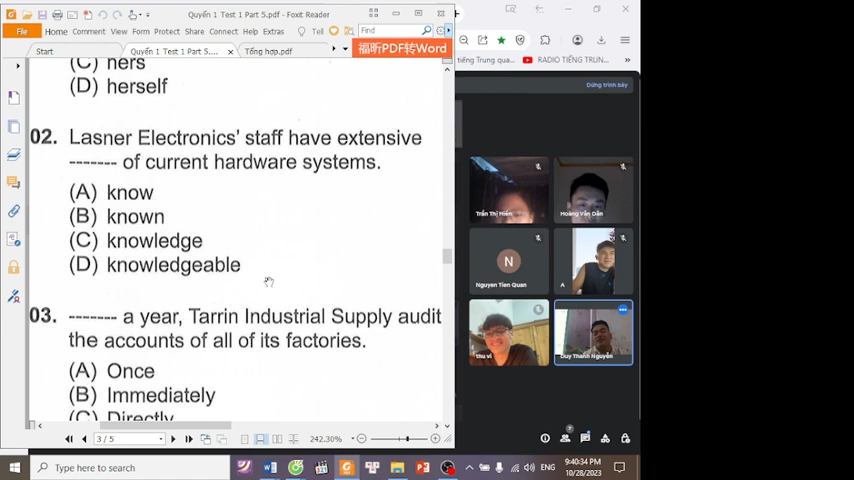 Quyển 1 Test 1 Part 5.pdf - Foxit Reader
File Home Comment View Form Protect Share Connect Help Extras Tell Find
福昕PDF转Word
Start Quyển 1 Test 1 Part 5.... Tổng hợp.pdf
tiếng Trung qua... RADIO TIẾNG TRUN...
Dừng trình bày
(C) hers
(D) herself
02. Lasner Electronics' staff have extensive
------- of current hardware systems.
(A) know
(B) known
(C) knowledge
(D) knowledgeable
03. ------- a year, Tarrin Industrial Supply audit
the accounts of all of its factories.
(A) Once
(B) Immediately
(C) Directly
Trần Thị Hiền
Hoàng Văn Dân
N
Nguyen Tien Quan
A
thu vi
Duy Thanh Nguyễn
3 / 5
242.30%
Type here to search
ENG
9:40:34 PM
10/28/2023